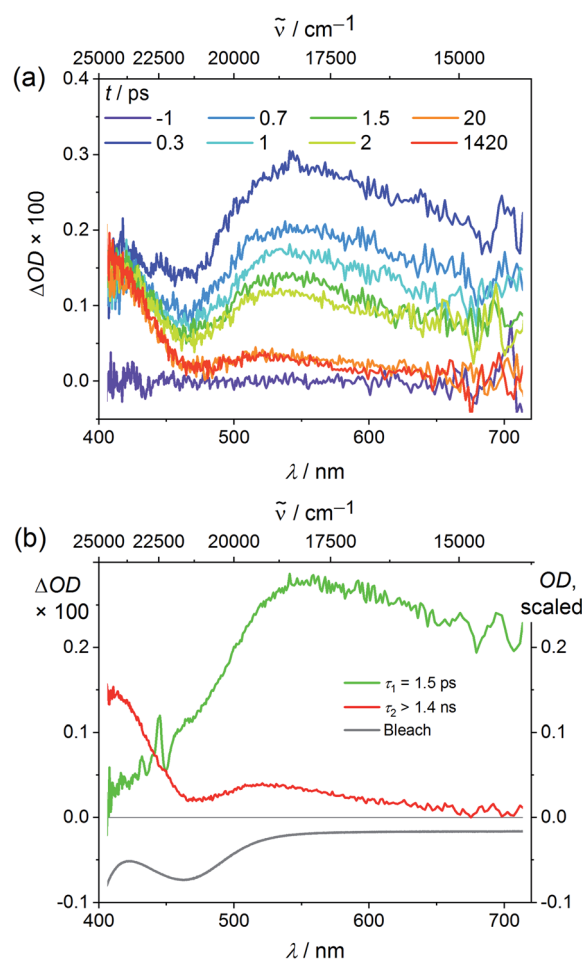 ṽ / cm⁻¹
25000 22500 20000 17500 15000
(a)
t / ps
-1 0.7 1.5 20
0.3 1 2 1420
0.4
0.3
0.2
0.1
0.0
ΔOD × 100
400 500 600 700
λ / nm
ṽ / cm⁻¹
25000 22500 20000 17500 15000
(b)
ΔOD OD,
× 100 scaled
0.2 0.2
τ₁ = 1.5 ps
τ₂ > 1.4 ns
Bleach
0.1 0.1
0.0 0.0
-0.1 -0.1
400 500 600 700
λ / nm